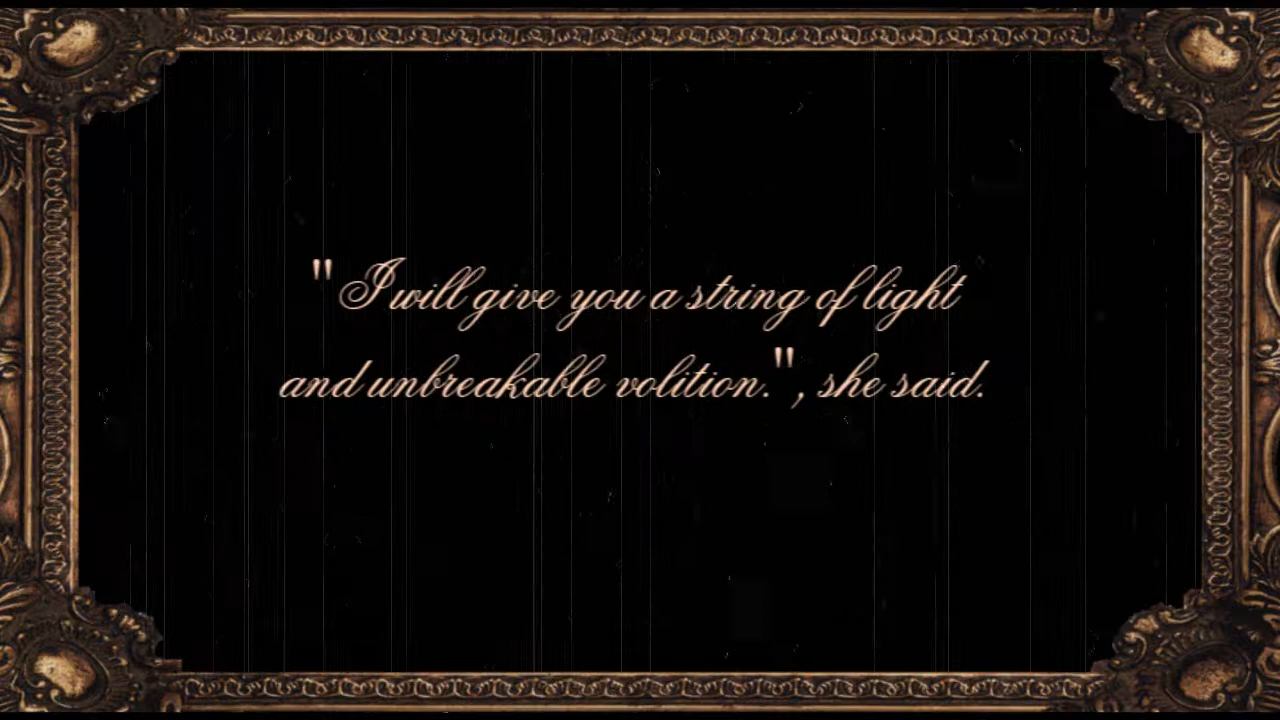 "I will give you a string of light
and unbreakable volition.", she said.